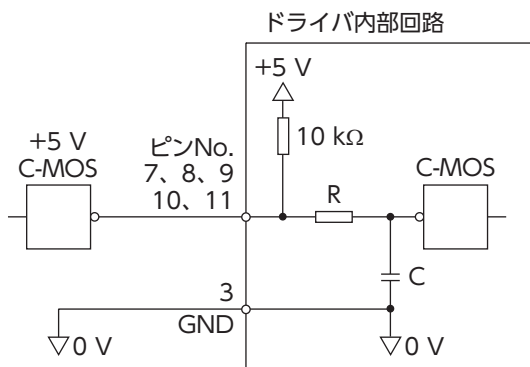 ドライバ内部回路
+5 V
+5 V
C-MOS
ピンNo.
7、8、9
10、11
10 kΩ
C-MOS
R
C
3
GND
0 V
0 V